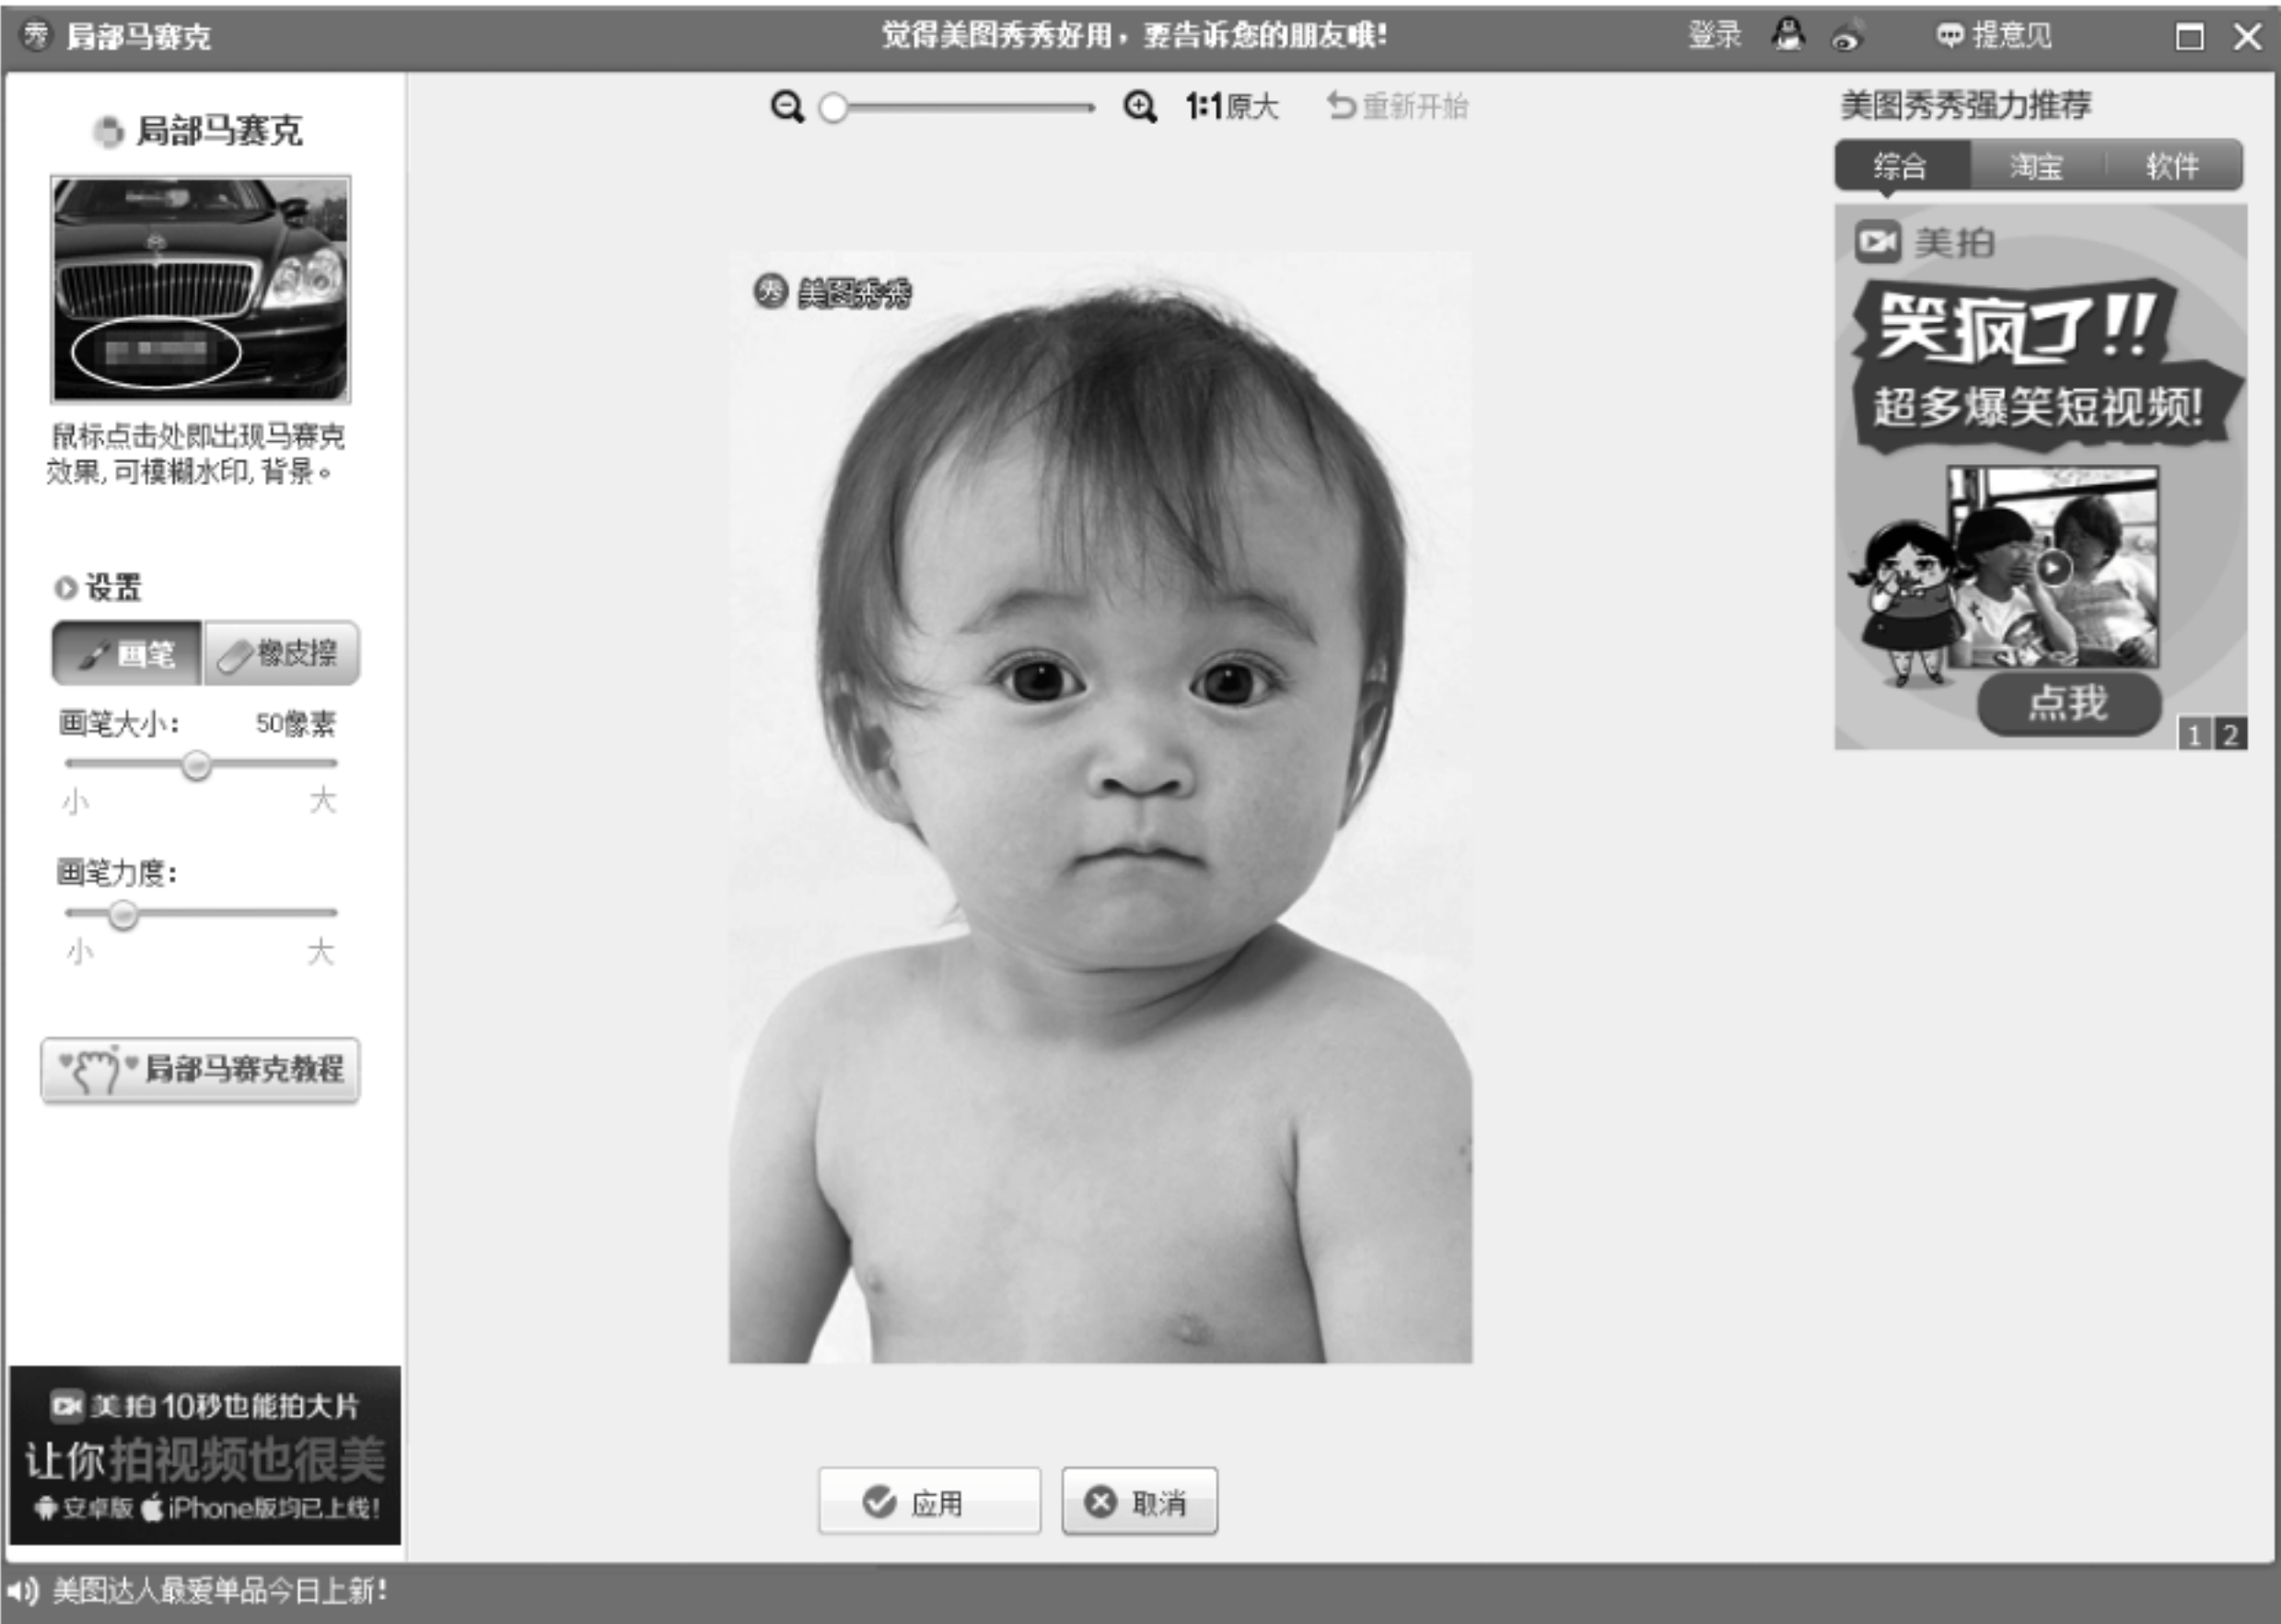 秀 局部马赛克
觉得美图秀秀好用，要告诉您的朋友哦！
登录 提意见
局部马赛克
鼠标点击处即出现马赛克
效果,可模糊水印,背景。
设置
画笔 橡皮擦
画笔大小： 50像素
小 大
画笔力度：
小 大
局部马赛克教程
美拍 10秒也能拍大片
让你拍视频也很美
安卓版 iPhone版均已上线！
1:1原大 重新开始
秀 美图秀秀
应用 取消
美图秀秀强力推荐
综合 淘宝 软件
美拍
笑疯了!!
超多爆笑短视频!
点我
1 2
美图达人最爱单品今日上新！